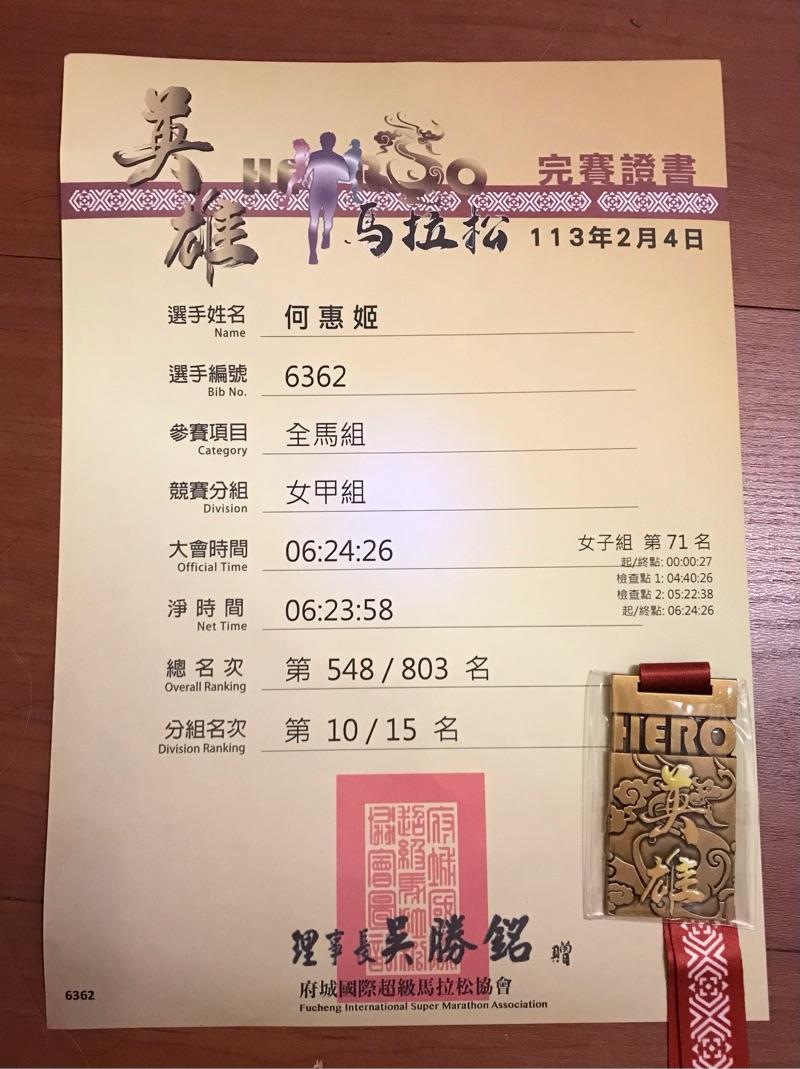 英雄
HERO
完賽證書
馬拉松
113年2月4日
選手姓名 何惠姬
Name
選手編號 6362
Bib No.
參賽項目 全馬組
Category
競賽分組 女甲組
Division
大會時間 06:24:26
Official Time
女子組 第 71 名
起/終點: 00:00:27
檢查點 1: 04:40:26
檢查點 2: 05:22:38
起/終點: 06:24:26
淨時間 06:23:58
Net Time
總名次 第 548 / 803 名
Overall Ranking
分組名次 第 10 / 15 名
Division Ranking
HERO
英雄
理事長吳勝銘 贈
府城國際超級馬拉松協會
Fucheng International Super Marathon Association
6362